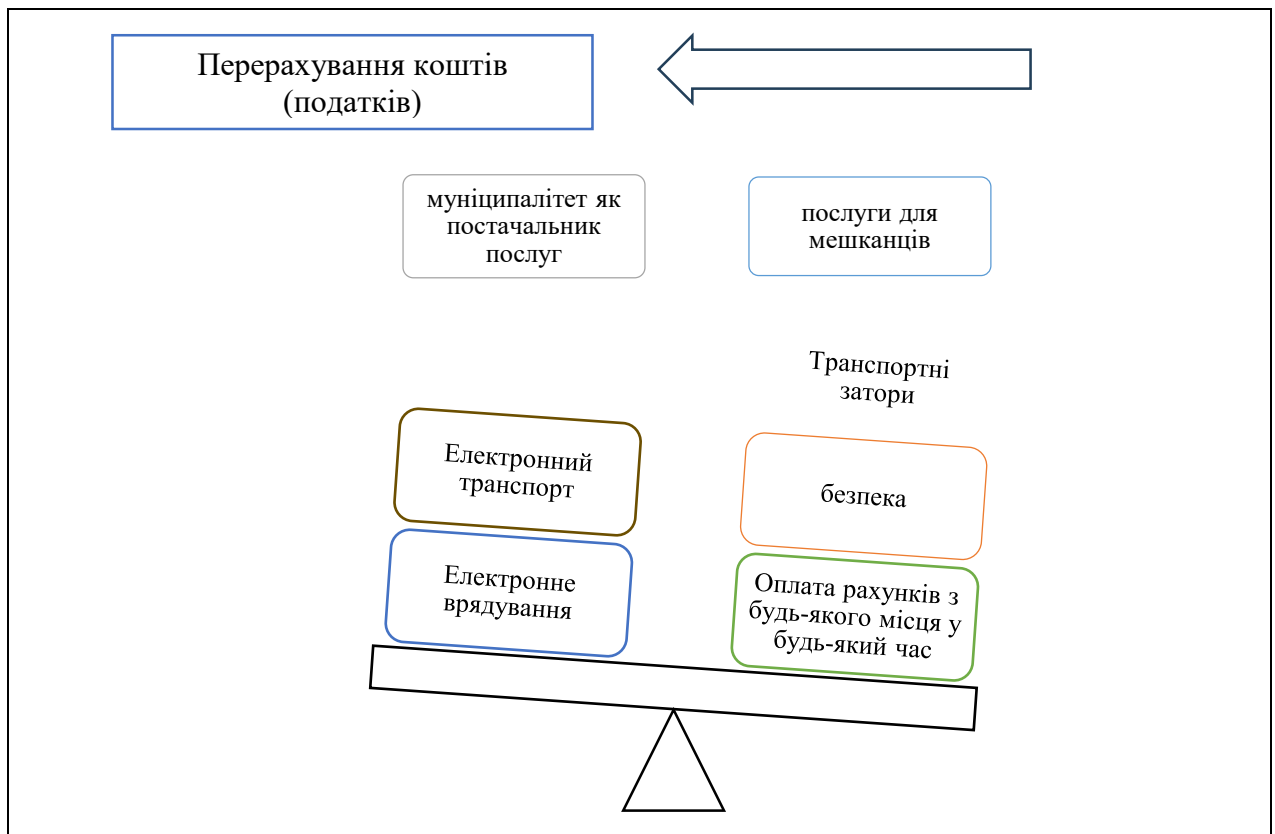 Перерахування коштів
(податків)
муніципалітет як
постачальник
послуг
послуги для
мешканців
Транспортні
затори
Електронний
транспорт
безпека
Електронне
врядування
Оплата рахунків з
будь-якого місця у
будь-який час